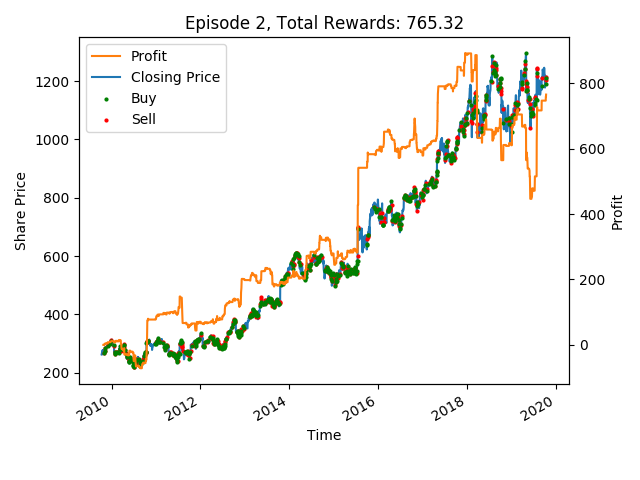 Episode 2, Total Rewards: 765.32
Profit
Closing Price
Buy
Sell
1200
1000
800
600
400
200
Share Price
800
600
400
200
0
Profit
2010
2012
2014
2016
2018
2020
Time